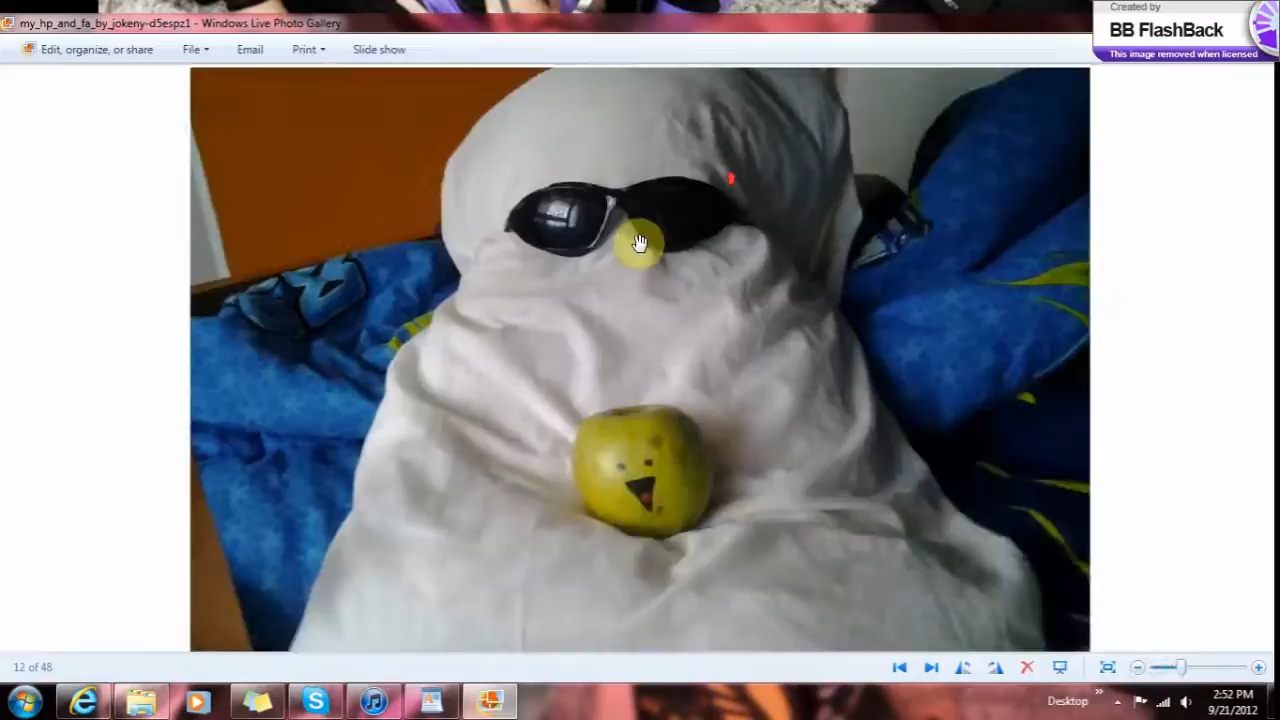 Created by
my_hp_and_fa_by_jokeny-d5espz1 - Windows Live Photo Gallery
BB FlashBack
Edit, organize, or share File Email Print Slide show
This image removed when licensed
12 of 48
Desktop
2:52 PM
9/21/2012